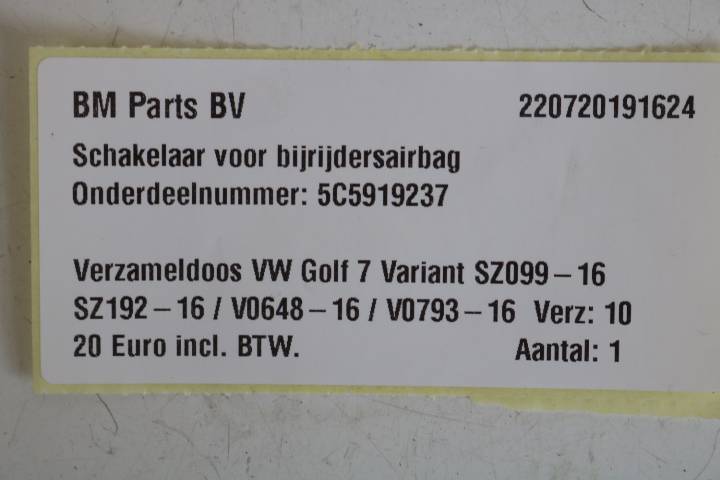 BM Parts BV 220720191624
Schakelaar voor bijrijdersairbag
Onderdeelnummer: 5C5919237
Verzameldoos VW Golf 7 Variant SZ099-16
SZ192-16 / V0648-16 / V0793-16 Verz: 10
20 Euro incl. BTW. Aantal: 1